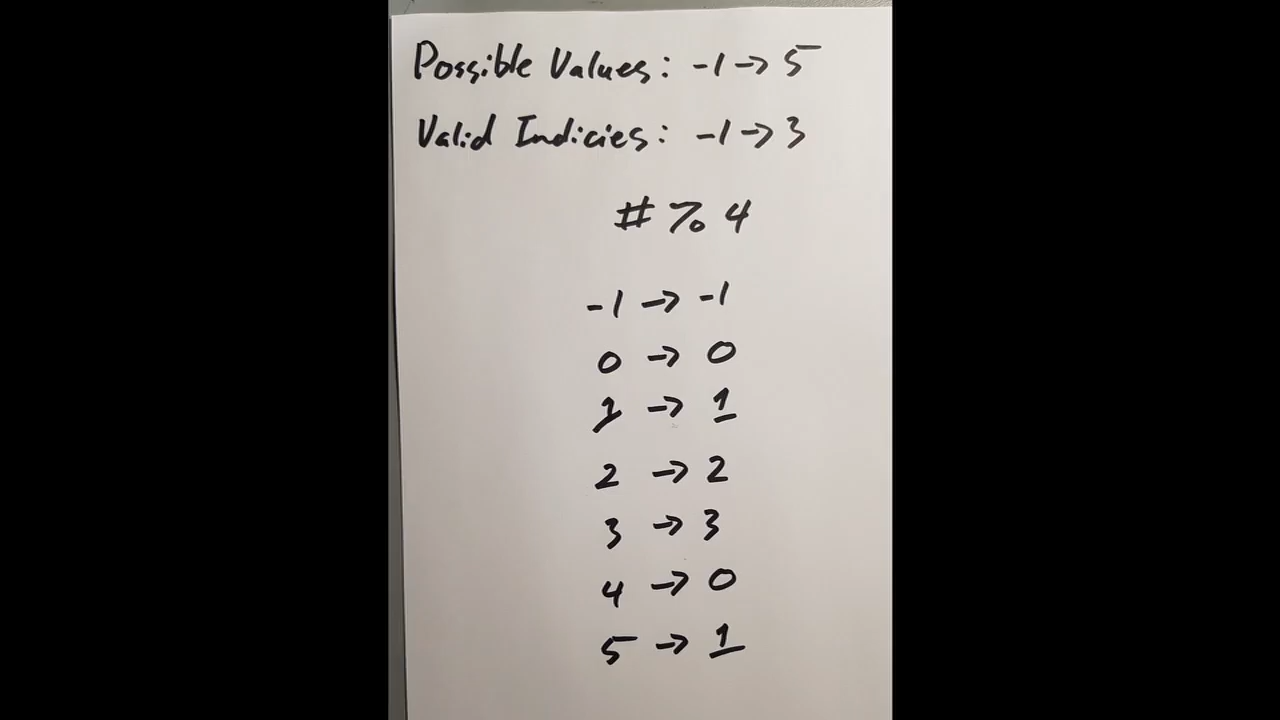 Possible Values: -1 → 5
Valid Indicies: -1 → 3
# % 4
-1 → -1
0 → 0
1 → 1
2 → 2
3 → 3
4 → 0
5 → 1